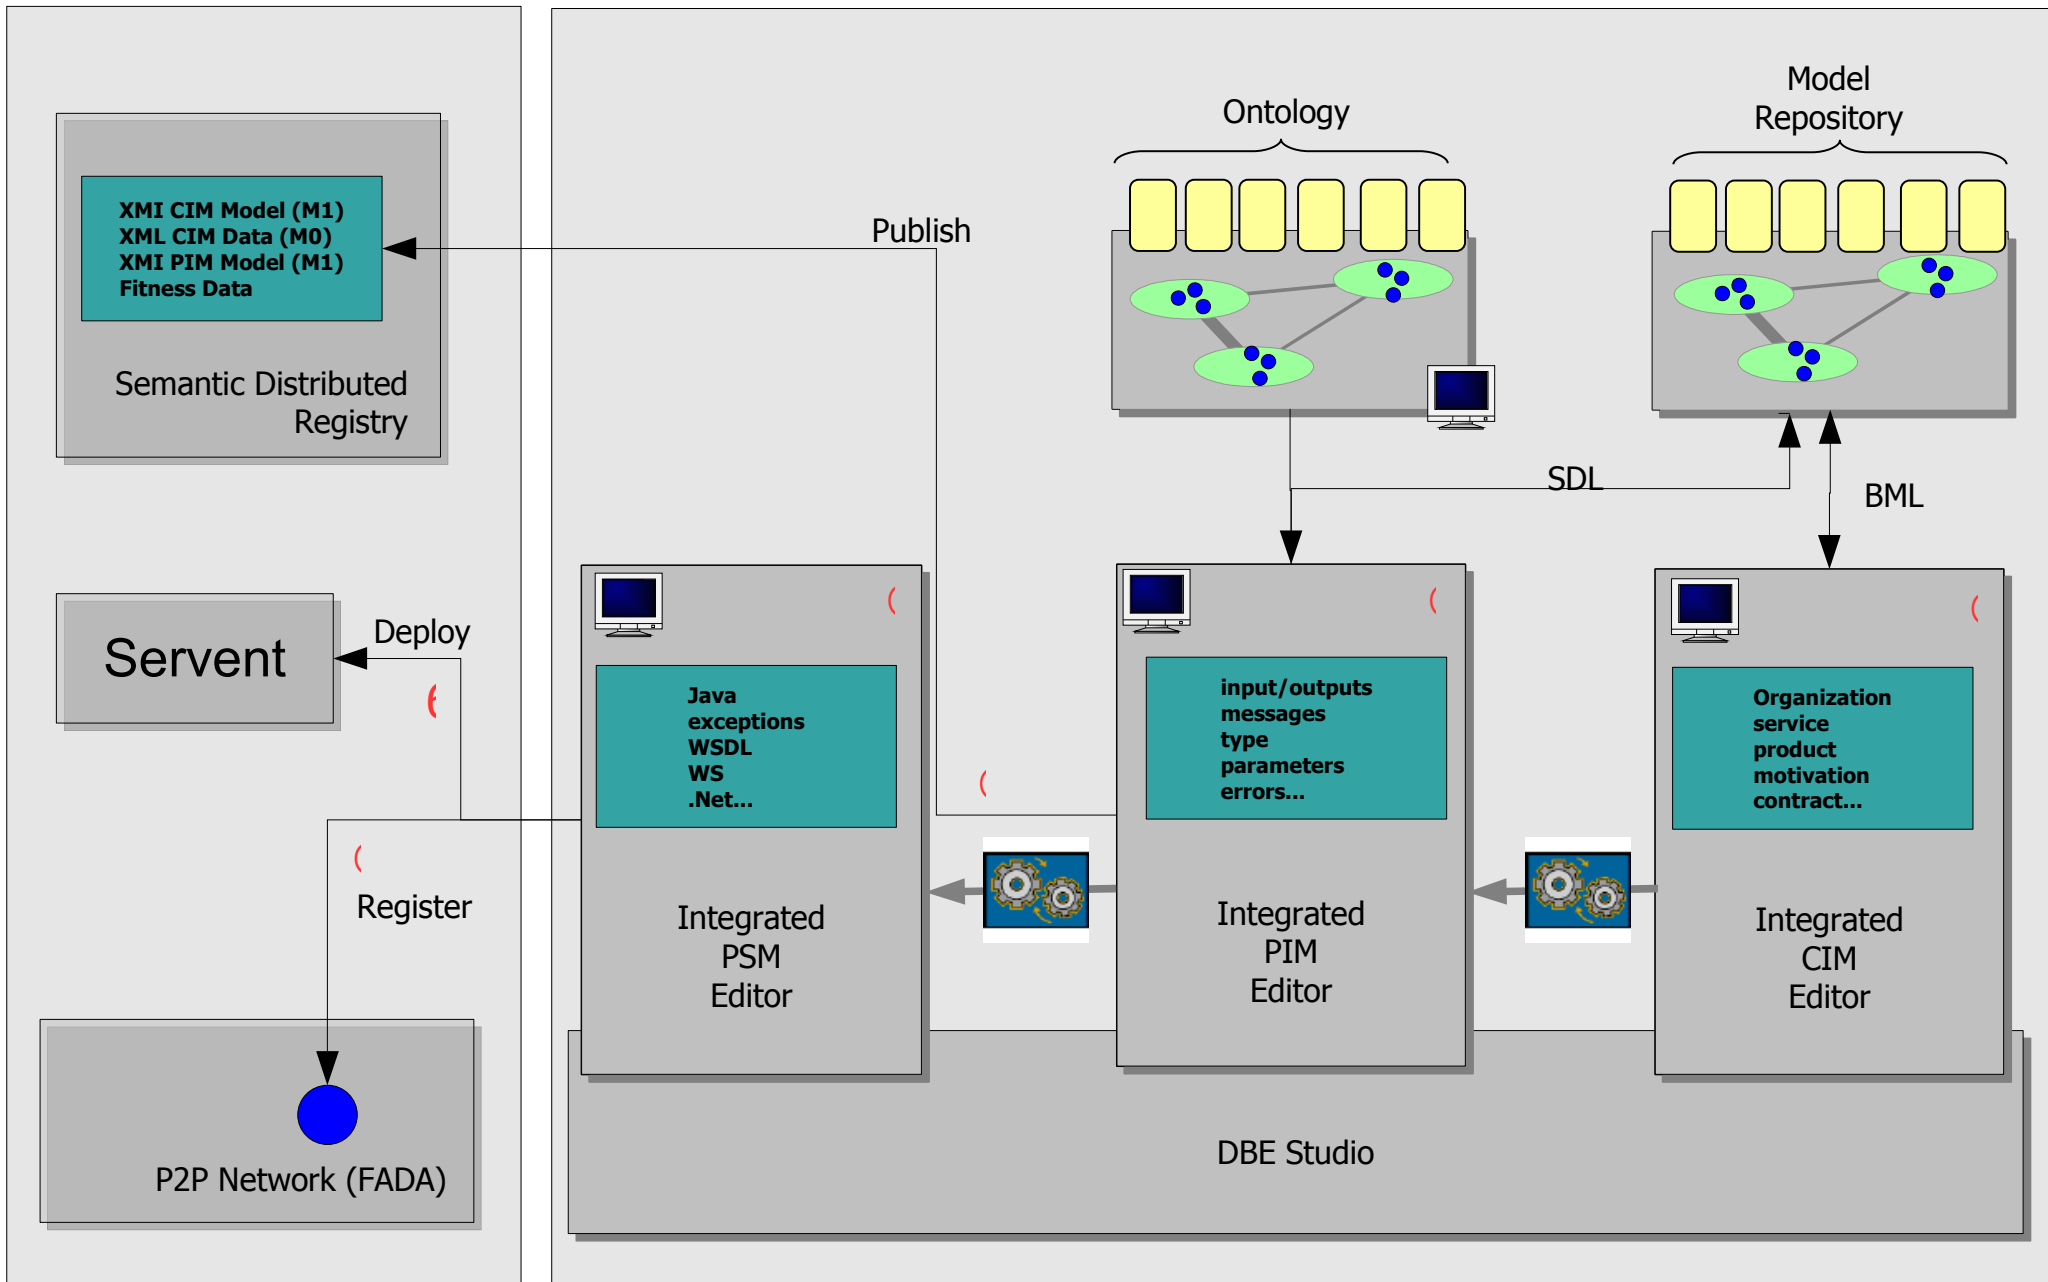 XMI CIM Model (M1)
XML CIM Data (M0)
XMI PIM Model (M1)
Fitness Data
Semantic Distributed
Registry
Servent
Deploy
6
Register
P2P Network (FADA)
Publish
Ontology
Model
Repository
SDL
BML
Java
exceptions
WSDL
WS
.Net...
Integrated
PSM
Editor
input/outputs
messages
type
parameters
errors...
Integrated
PIM
Editor
Organization
service
product
motivation
contract...
Integrated
CIM
Editor
DBE Studio